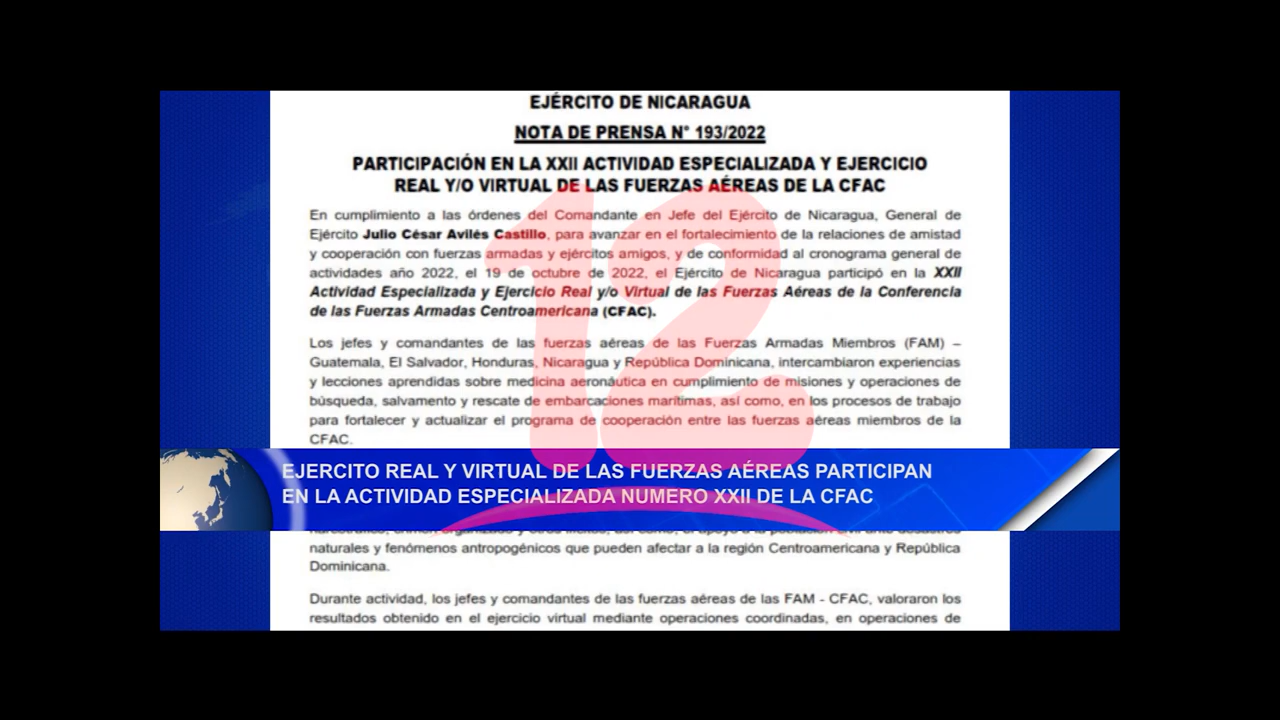 EJÉRCITO DE NICARAGUA
NOTA DE PRENSA N° 193/2022
PARTICIPACIÓN EN LA XXII ACTIVIDAD ESPECIALIZADA Y EJERCICIO
REAL Y/O VIRTUAL DE LAS FUERZAS AÉREAS DE LA CFAC
En cumplimiento a las órdenes del Comandante en Jefe del Ejército de Nicaragua, General de
Ejército Julio César Avilés Castillo, para avanzar en el fortalecimiento de la relaciones de amistad
y cooperación con fuerzas armadas y ejércitos amigos, y de conformidad al cronograma general de
actividades año 2022, el 19 de octubre de 2022, el Ejército de Nicaragua participó en la XXII
Actividad Especializada y Ejercicio Real y/o Virtual de las Fuerzas Aéreas de la Conferencia
de las Fuerzas Armadas Centroamericana (CFAC).
Los jefes y comandantes de las fuerzas aéreas de las Fuerzas Armadas Miembros (FAM) –
Guatemala, El Salvador, Honduras, Nicaragua y República Dominicana, intercambiaron experiencias
y lecciones aprendidas sobre medicina aeronáutica en cumplimiento de misiones y operaciones de
búsqueda, salvamento y rescate de embarcaciones marítimas, así como, en los procesos de trabajo
para fortalecer y actualizar el programa de cooperación entre las fuerzas aéreas miembros de la
CFAC.
12
EJERCITO REAL Y VIRTUAL DE LAS FUERZAS AÉREAS PARTICIPAN
EN LA ACTIVIDAD ESPECIALIZADA NUMERO XXII DE LA CFAC
naturales y fenómenos antropogénicos que pueden afectar a la región Centroamericana y República
Dominicana.
Durante actividad, los jefes y comandantes de las fuerzas aéreas de las FAM - CFAC, valoraron los
resultados obtenido en el ejercicio virtual mediante operaciones coordinadas, en operaciones de